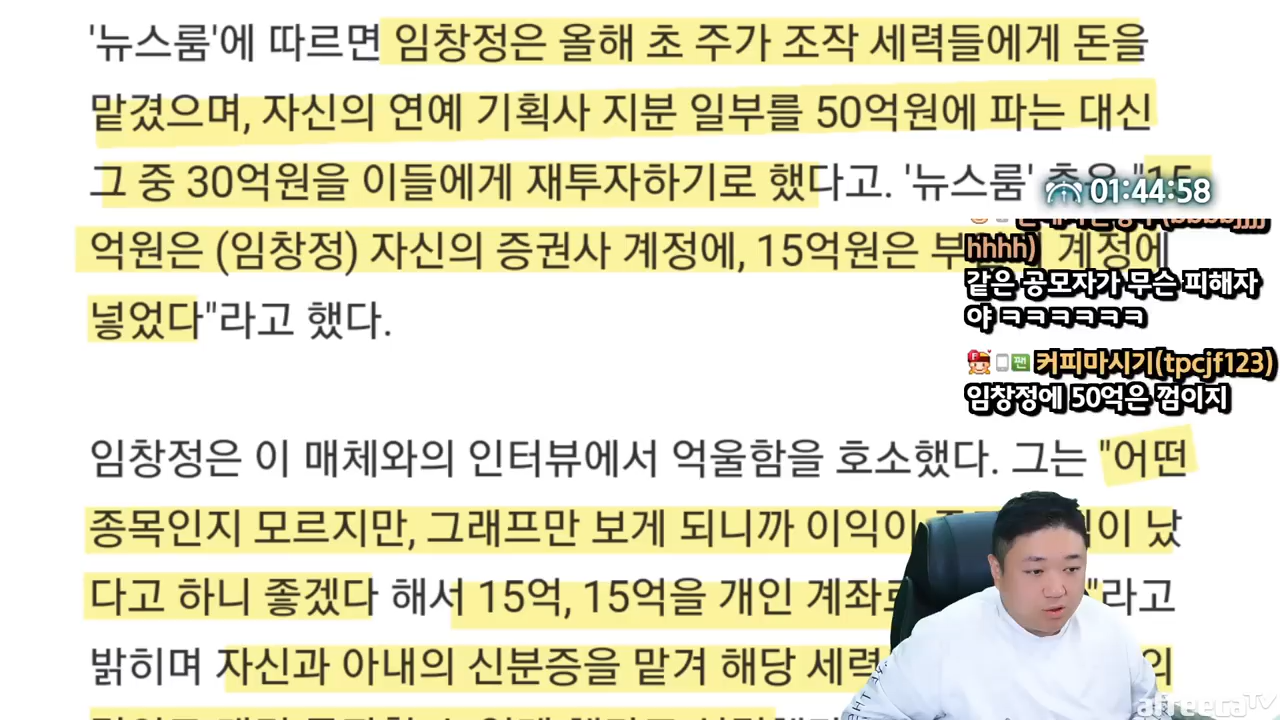 '뉴스룸'에 따르면 임창정은 올해 초 주가 조작 세력들에게 돈을
맡겼으며, 자신의 연예 기획사 지분 일부를 50억원에 파는 대신
그 중 30억원을 이들에게 재투자하기로 했다고. '뉴스룸' 측은 "15
억원은 (임창정) 자신의 증권사 계정에, 15억원은 부 계정에
넣었다"라고 했다.
임창정은 이 매체와의 인터뷰에서 억울함을 호소했다. 그는 "어떤
종목인지 모르지만, 그래프만 보게 되니까 이익이 이 났
다고 하니 좋겠다 해서 15억, 15억을 개인 계좌로 "라고
밝히며 자신과 아내의 신분증을 맡겨 해당 세력 의
01:44:58
hhhh)
같은 공모자가 무슨 피해자
야 ㅋㅋㅋㅋㅋㅋ
F 팬 커피마시기(tpcjf123)
임창정에 50억은 껌이지
afreecaTV